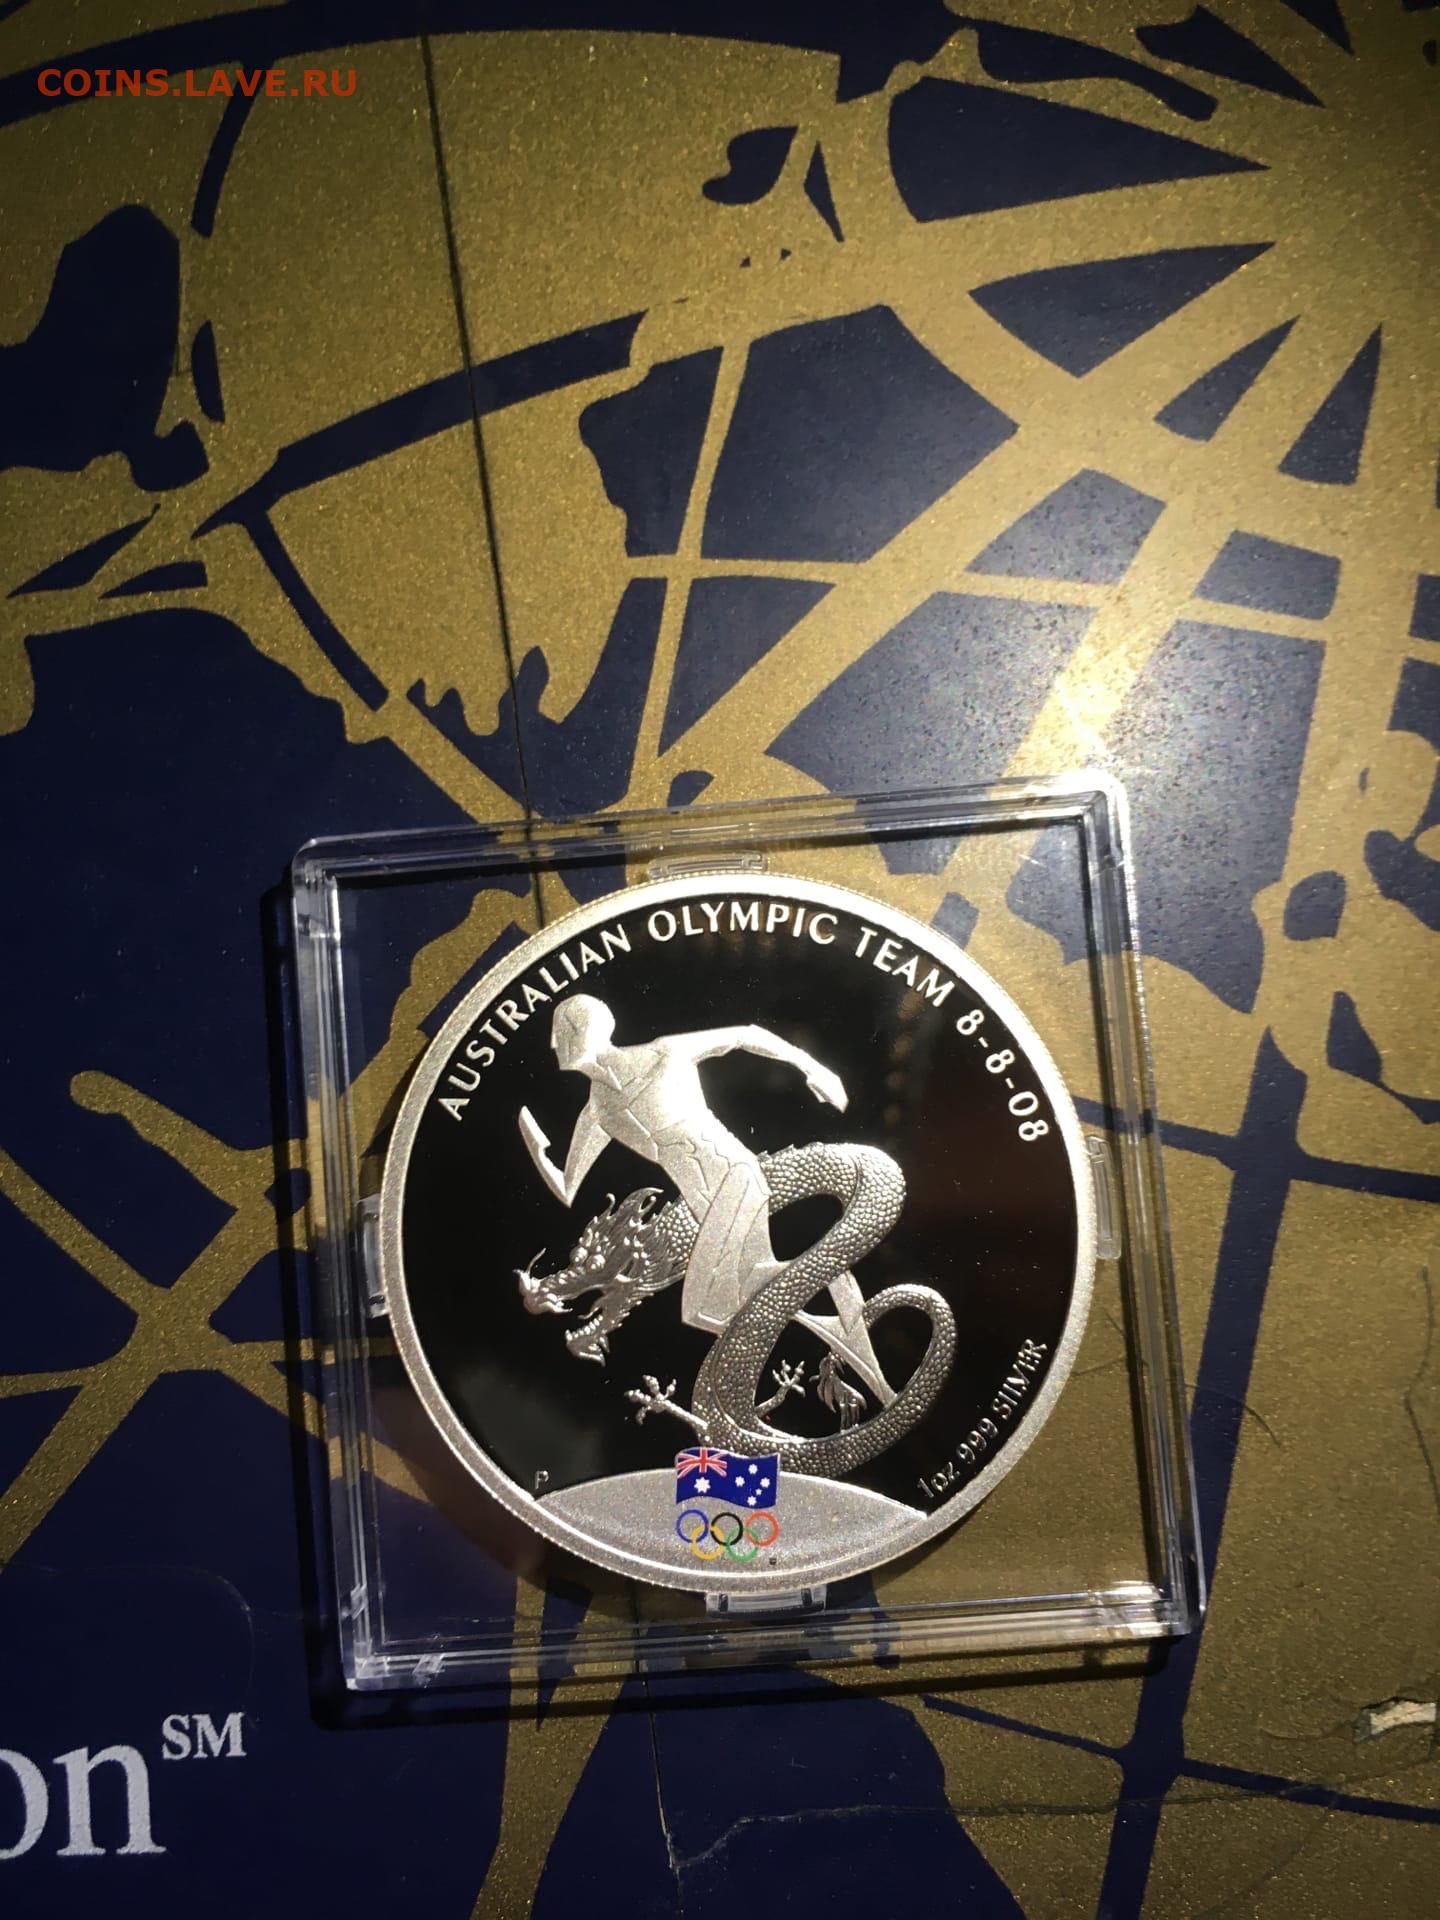 COINS.LAVE.RU
AUSTRALIAN OLYMPIC TEAM 8-8-08
P
1oz 999 SILVER
onSM